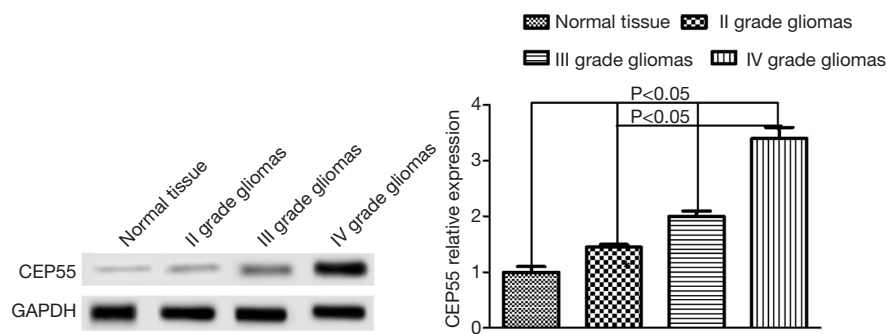 Normal tissue
II grade gliomas
III grade gliomas
IV grade gliomas
CEP55
GAPDH
Normal tissue II grade gliomas
III grade gliomas IV grade gliomas
P<0.05
P<0.05
CEP55 relative expression
4
3
2
1
0